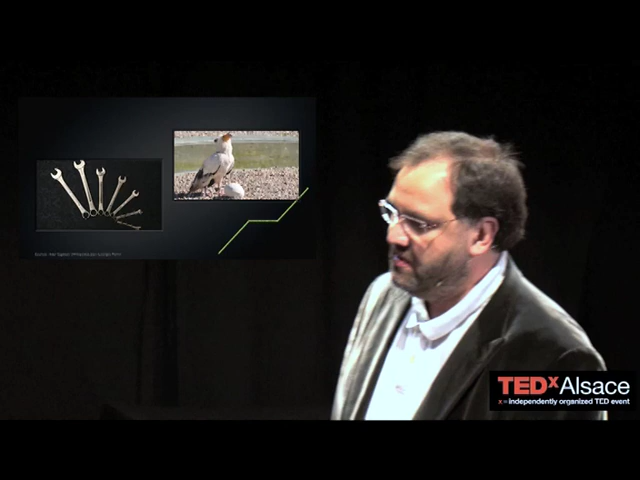 TEDxAlsace
x = independently organized TED event